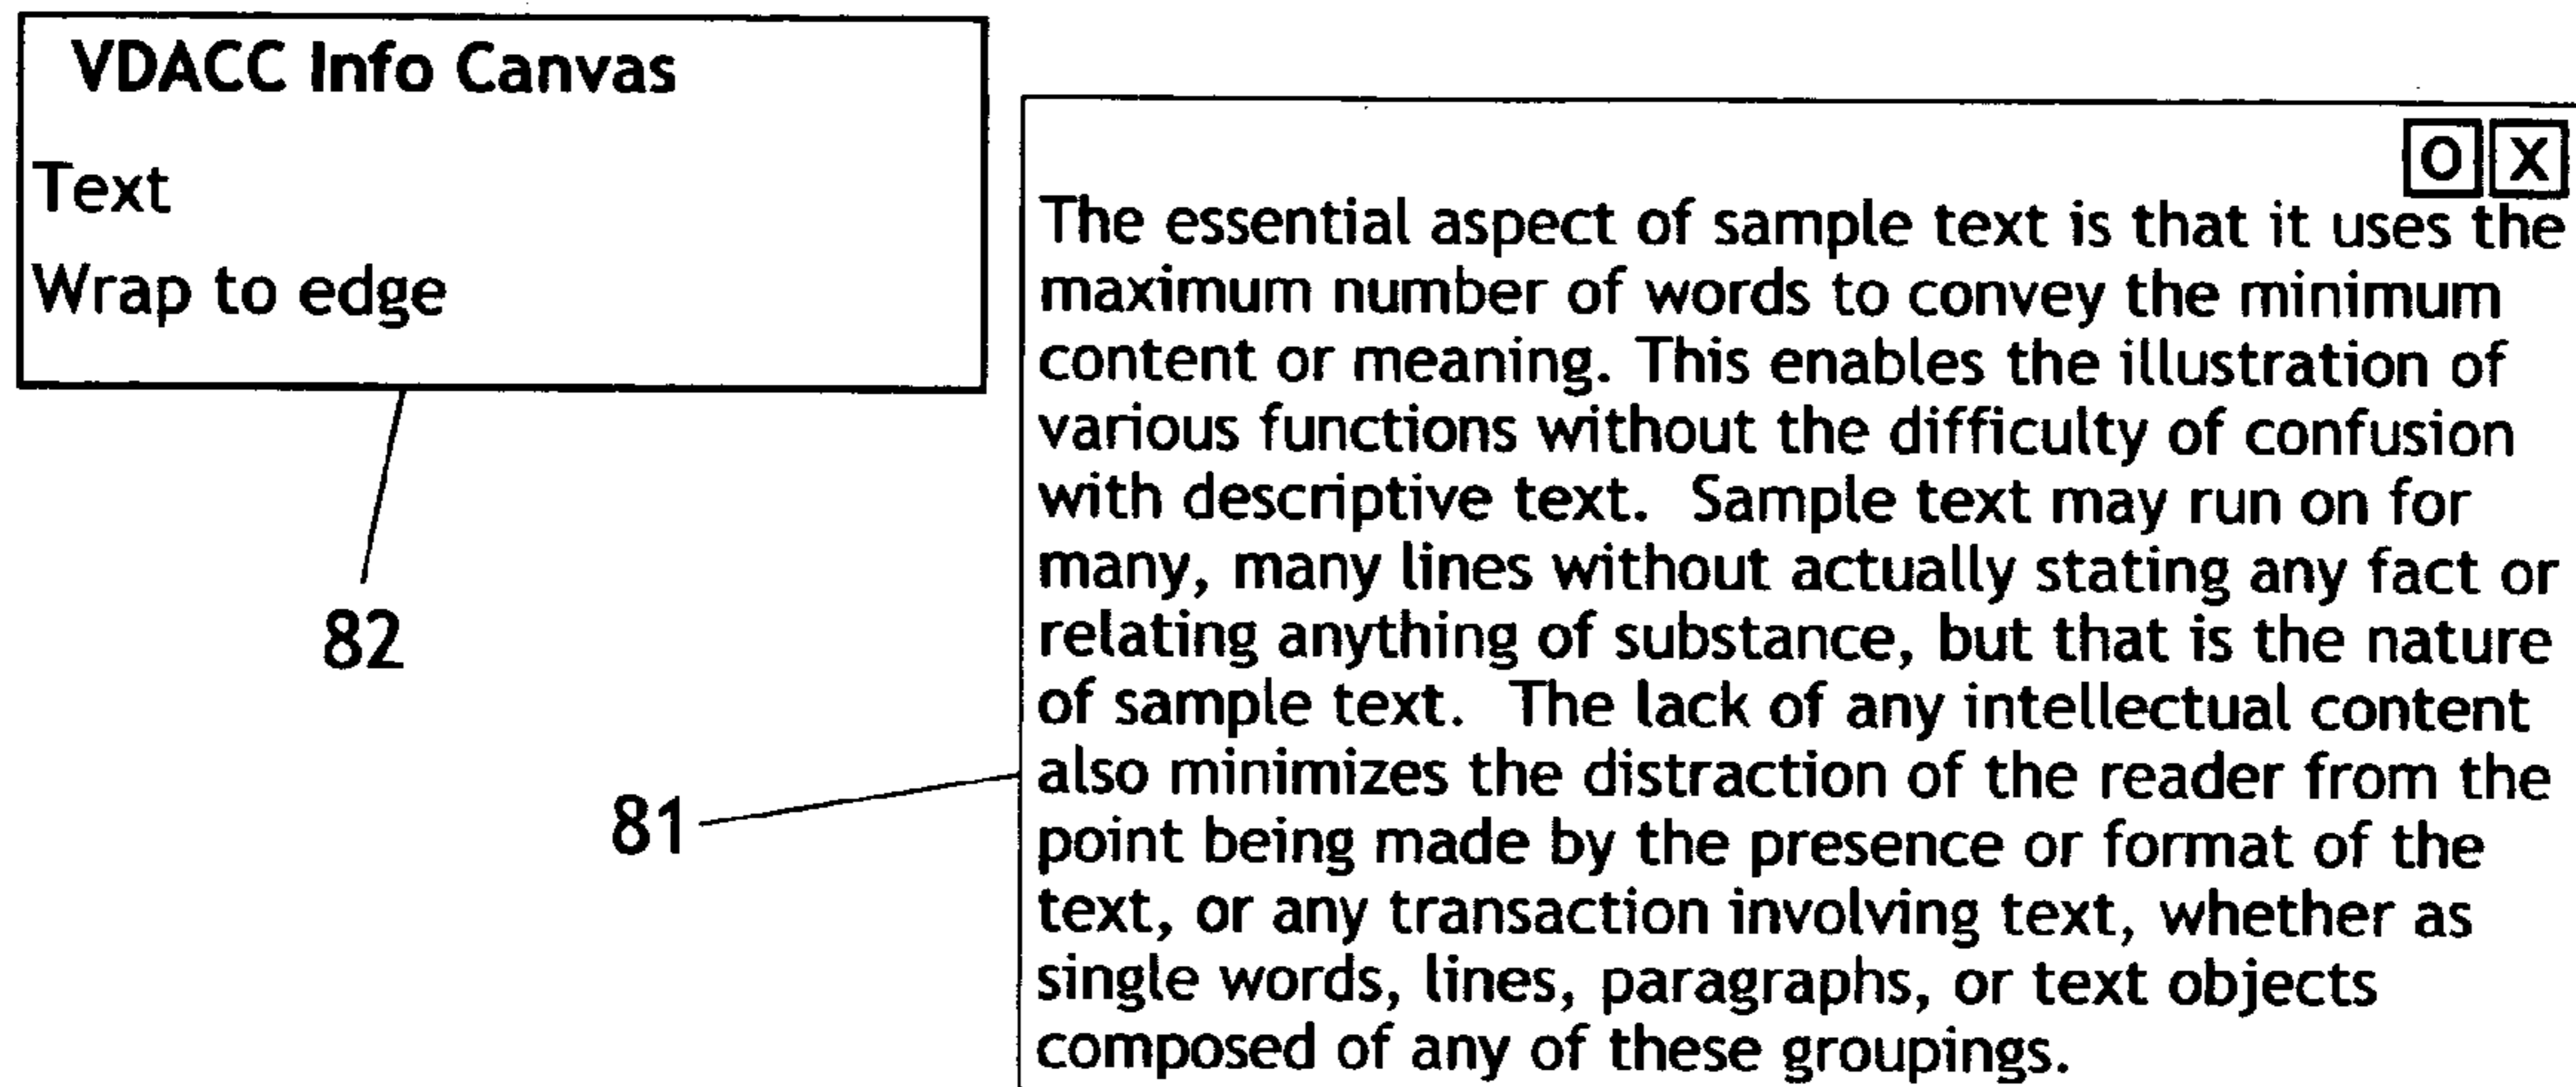 VDACC Info Canvas
Text
Wrap to edge
82
O X
The essential aspect of sample text is that it uses the
maximum number of words to convey the minimum
content or meaning. This enables the illustration of
various functions without the difficulty of confusion
with descriptive text.  Sample text may run on for
many, many lines without actually stating any fact or
relating anything of substance, but that is the nature
of sample text.  The lack of any intellectual content
also minimizes the distraction of the reader from the
point being made by the presence or format of the
text, or any transaction involving text, whether as
single words, lines, paragraphs, or text objects
composed of any of these groupings.
81